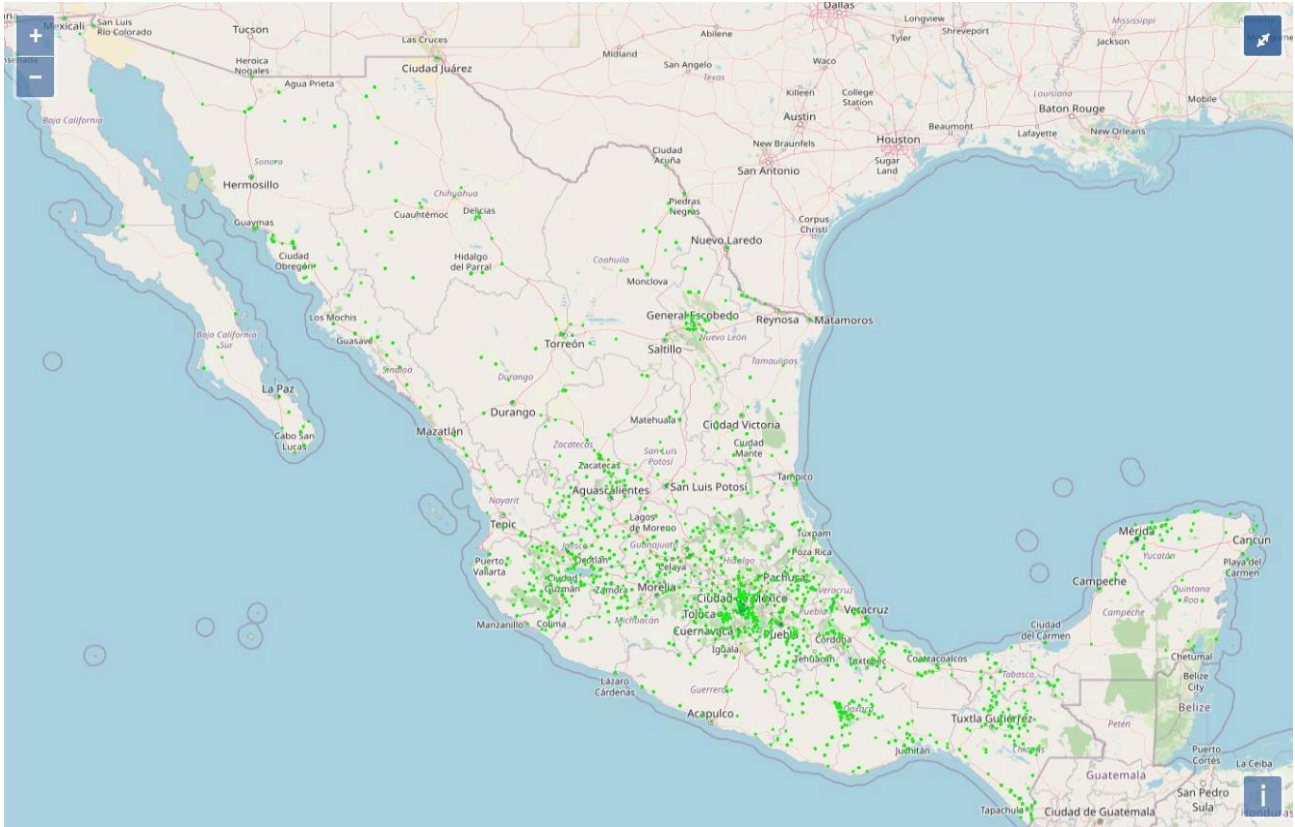 Dallas
Mexicali
San Luis
Río Colorado
Tucson
Las Cruces
Abilene
Longview
Tyler
Shreveport
Mississippi
Jackson
+
−
Heroica
Nogales
Agua Prieta
Ciudad Juárez
Midland
San Angelo
Texas
Waco
Killeen
College
Station
Louisiana
Baton Rouge
Mobile
Baja California
Austin
New Braunfels
Houston
Beaumont
Lafayette
New Orleans
Sonora
Hermosillo
Ciudad
Acuña
San Antonio
Sugar
Land
Chihuahua
Cuauhtémoc
Delicias
Piedras
Negras
Corpus
Christi
Guaymas
Ciudad
Obregón
Hidalgo
del Parral
Nuevo Laredo
Coahuila
Monclova
Los Mochis
Guasave
General Escobedo
Reynosa
Matamoros
Baja California
Sur
Torreón
Saltillo
Nuevo León
Tamaulipas
Sinaloa
Durango
La Paz
Durango
Matehuala
Ciudad Victoria
Cabo San
Lucas
Mazatlán
Zacatecas
Zacatecas
San Luis
Potosí
Ciudad
Mante
Aguascalientes
San Luis Potosí
Tampico
Nayarit
Tepic
Lagos
de Moreno
Tuxpam
Poza Rica
Jalisco
Ocotlán
Guanajuato
Celaya
Hidalgo
Puerto
Vallarta
Ciudad
Guzmán
Zamora
Morelia
Pachuca
Ciudad de México
Toluca
Veracruz
Puebla
Veracruz
Manzanillo
Colima
Michoacán
Cuernavaca
Puebla
Córdoba
Iguala
Tehuacán
Tuxtepec
Coatzacoalcos
Ciudad
del Carmen
Mérida
Cancún
Yucatán
Playa del
Carmen
Campeche
Quintana
Roo
Campeche
Chetumal
Lázaro
Cárdenas
Guerrero
Acapulco
Oaxaca
Juchitán
Tabasco
Tuxtla Gutiérrez
Chiapas
Belize
City
Belize
Petén
Puerto
Cortés
La Ceiba
Guatemala
San Pedro
Sula
Honduras
Tapachula
Ciudad de Guatemala
i